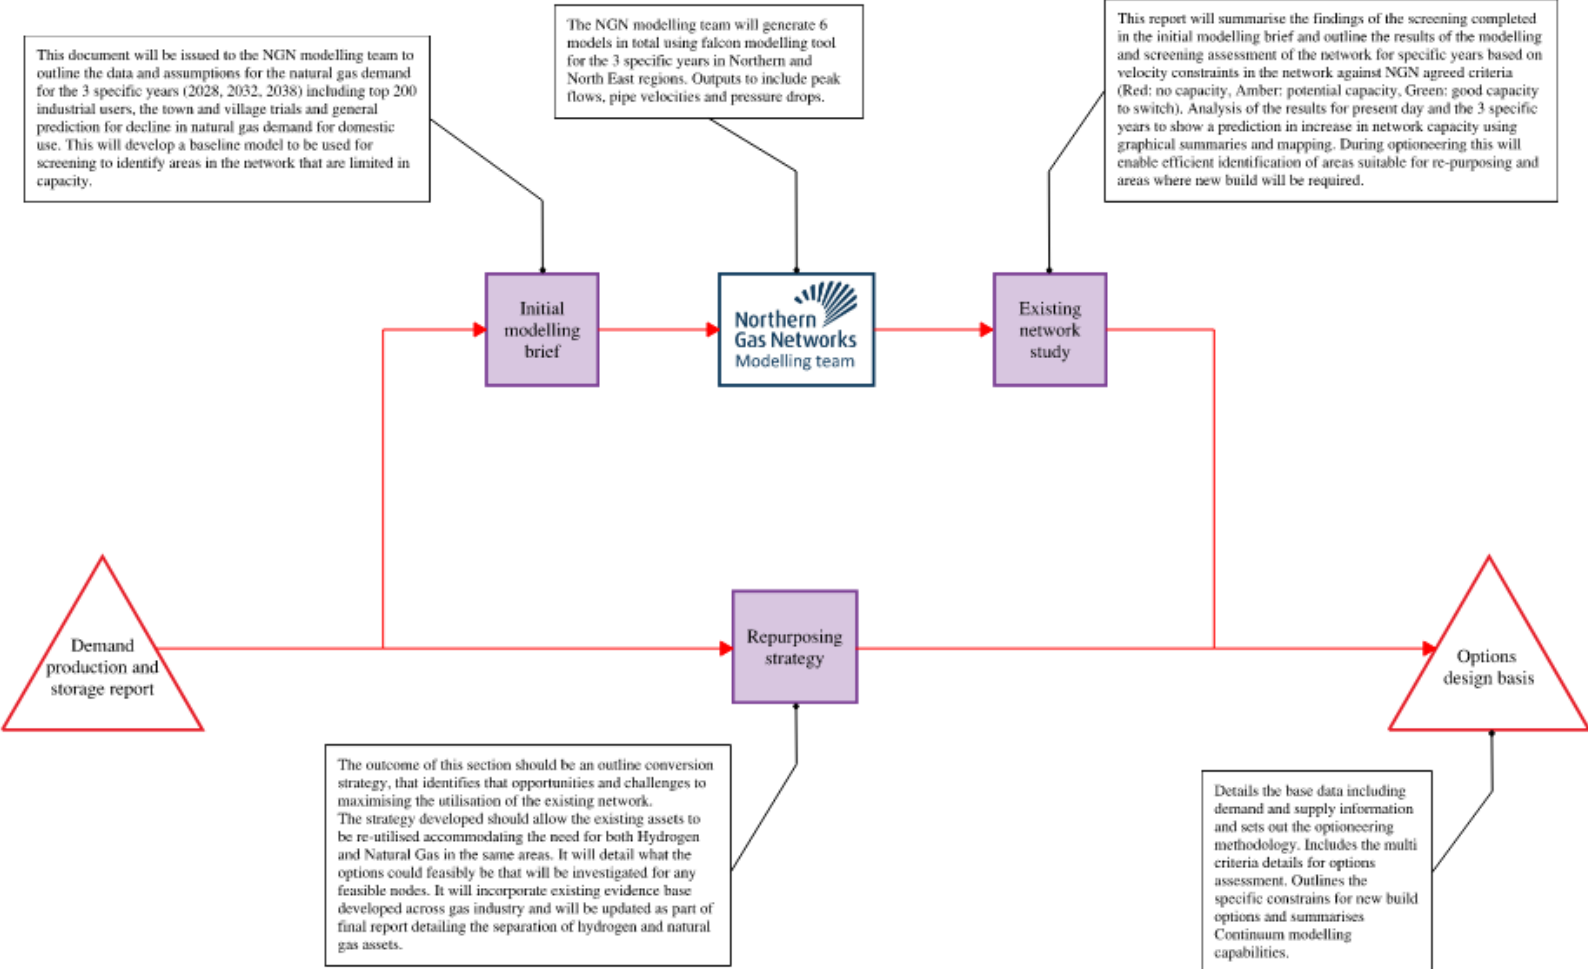 This document will be issued to the NGN modelling team to
outline the data and assumptions for the natural gas demand
for the 3 specific years (2028, 2032, 2038) including top 200
industrial users, the town and village trials and general
prediction for decline in natural gas demand for domestic
use. This will develop a baseline model to be used for
screening to identify areas in the network that are limited in
capacity.
The NGN modelling team will generate 6
models in total using falcon modelling tool
for the 3 specific years in Northern and
North East regions. Outputs to include peak
flows, pipe velocities and pressure drops.
This report will summarise the findings of the screening completed
in the initial modelling brief and outline the results of the modelling
and screening assessment of the network for specific years based on
velocity constraints in the network against NGN agreed criteria
(Red: no capacity, Amber: potential capacity, Green: good capacity
to switch). Analysis of the results for present day and the 3 specific
years to show a prediction in increase in network capacity using
graphical summaries and mapping. During optioneering this will
enable efficient identification of areas suitable for re-purposing and
areas where new build will be required.
Initial
modelling
brief
Northern
Gas Networks
Modelling team
Existing
network
study
Demand
production and
storage report
Repurposing
strategy
Options
design basis
The outcome of this section should be an outline conversion
strategy, that identifies that opportunities and challenges to
maximising the utilisation of the existing network.
The strategy developed should allow the existing assets to
be re-utilised accommodating the need for both Hydrogen
and Natural Gas in the same areas. It will detail what the
options could feasibly be that will be investigated for any
feasible nodes. It will incorporate existing evidence base
developed across gas industry and will be updated as part of
final report detailing the separation of hydrogen and natural
gas assets.
Details the base data including
demand and supply information
and sets out the optioneering
methodology. Includes the multi
criteria details for options
assessment. Outlines the
specific constrains for new build
options and summarises
Continuum modelling
capabilities.